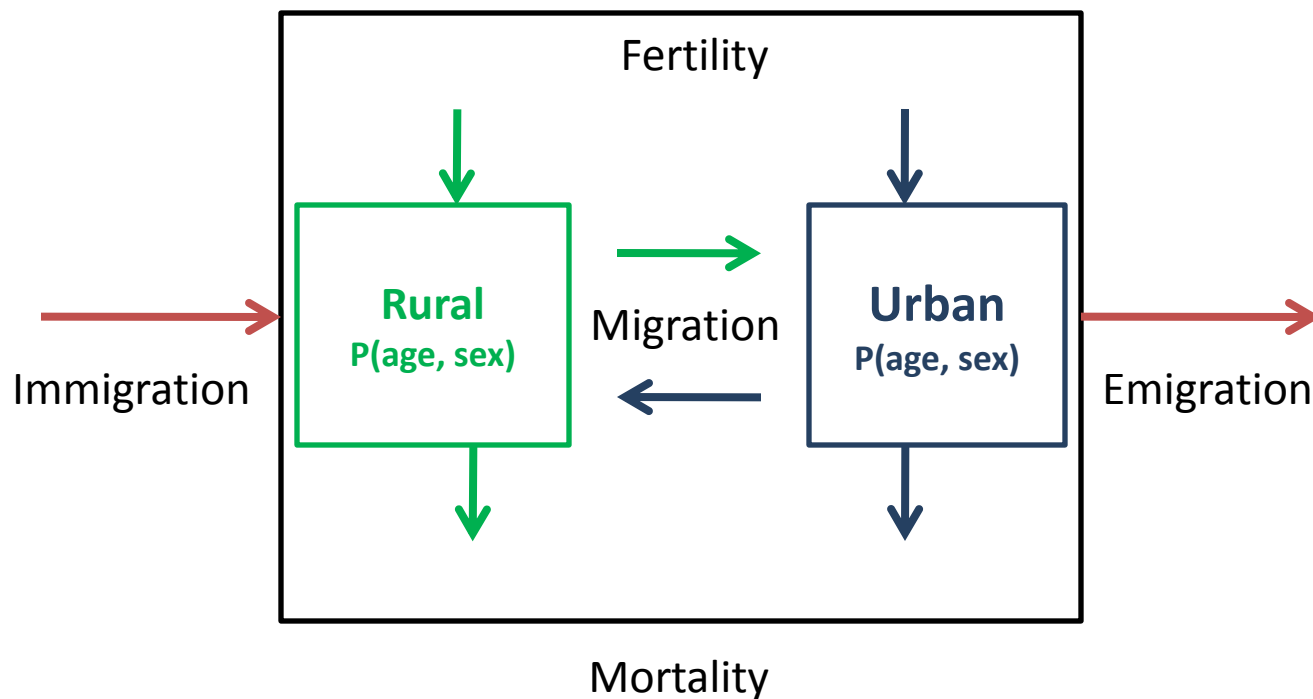 Fertility
Rural
P(age, sex)
Migration
Urban
P(age, sex)
Immigration
Emigration
Mortality